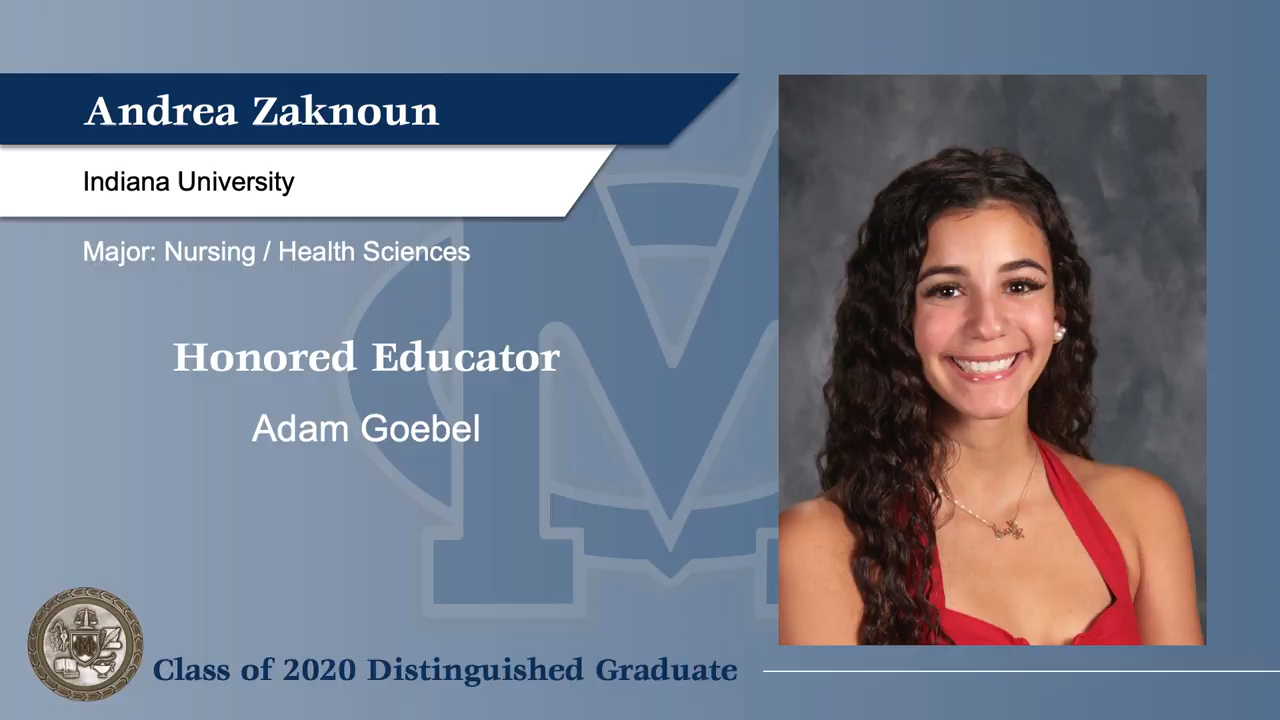 Andrea Zaknoun
Indiana University
Major: Nursing / Health Sciences
Honored Educator
Adam Goebel
Class of 2020 Distinguished Graduate